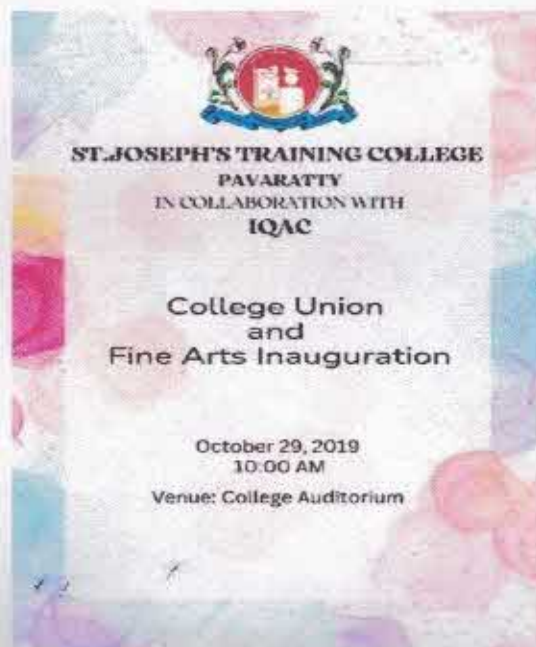 ST.JOSEPH'S TRAINING COLLEGE
PAVARATTY
IN COLLABORATION WITH
IQAC
College Union
and
Fine Arts Inauguration
October 29, 2019
10:00 AM
Venue: College Auditorium